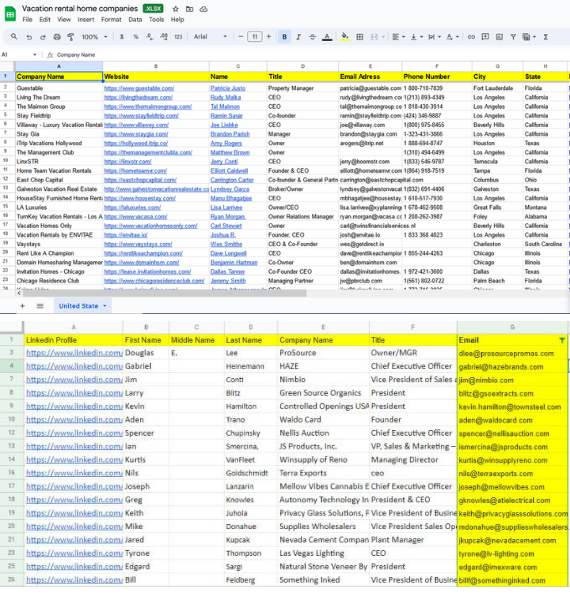 Vacation rental home companies .XLSX
File Edit View Insert Format Data Tools Help
100% $ % .0 .00 123 Arial - 11 + B I A
A1 fx Company Name
A B C D E F G H
1 Company Name Website Name Title Email Adress Phone Number City State
2 Guestable https://www.guestable.com/ Patricia Justo Property Manager patricia@guestable.com 1 800-710-7839 Fort Lauderdale Florida
3 Living The Dream https://livingthedream.com/ Rudy Malka CEO rudy@livingthedream.com (213) 893-4349 Los Angeles California
4 The Maimon Group https://www.themaimongroup.com/ Tal Maimon CEO tal@themaimongroup.co 1 818-430-3914 Los Angeles California
5 Stay Fieldtrip https://www.stayfieldtrip.com/ Ramin Savar Co-founder ramin@stayfieldtrip.com (424) 346-5687 Los Angeles California
6 Villaway - Luxury Vacation Rental https://www.villaway.com/ Joe Liebke CEO joe@villaway.com 1(800) 975-0455 Beverly Hills California
7 Stay Gia https://www.staygia.com/ Brandon Parish Manager brandon@staygia.com 1-323-431-3866 Los Angeles California
8 iTrip Vacations Hollywood https://hollywood.itrip.co/ Amy Rogers Owner arogers@itrip.net 1 888-894-8747 Houston Texas
9 The Management Club https://themanagementclubla.com/ Matthew Brown Owner 1(310) 494-6499 Los Angeles California
10 LinxSTR https://linxstr.com/ Jerry Conti CEO jerry@boomstr.com 1(833) 546-9787 Temecula California
11 Home Team Vacation Rentals https://hometeamvr.com/ Elliott Caldwell Founder & CEO elliott@hometeamvr.com 1(864) 918-7519 Tampa Florida
12 East Chop Capital https://eastchopcapital.com/ Carrington Carter Co-founder & General Partn carrington@eastchopcapital.com Columbus Ohio
13 Galveston Vacation Real Estate http://www.galvestonvacationrealestate.co Lyndsey Garza Broker/Owner lyndsey@galvestonvacat 1(832) 691-4406 Galveston Texas
14 HouseStay Furnished Home Rent https://www.housestay.com/ Manu Bhagatjee CEO mbhagatjee@housestay 1 610-517-7930 Los Angeles California
15 LA Luxuries https://laluxuries.com/ Lisa Larrivee Owner/CEO lisa.larrivee@xyplanning 1 678-462-9508 Great Falls Montana
16 TurnKey Vacation Rentals - Los A https://www.vacasa.com/ Ryan Morgan Owner Relations Manager ryan.morgan@vacasa.cc 1 208-262-3987 Foley Alabama
17 Vacation Homes Only https://www.vacationhomesonly.com/ Carl Stewart Owner carl@twinsfinancialservices.nl Beverly Hills California
18 Vacation Rentals by ENVITAE https://envitae.io/ Joshua R. Founder, CEO josh@envitae.io 1 833 368 4823 Los Angeles California
19 Vaystays Wes Smithe CEO & Co-Founder wes@getdirect.io Charleston South Carolina
20 Rent Like A Champion https://rentlikeachampion.com/ Dave Lovegrell CEO dave@rentlikeachampion 1 855-244-4263 Chicago Illinois
21 Domain Homesharing Managemer https://www.domainhsm.com/ Benjamin Hartman Co-Owner ben@domainhsm.com Chicago Illinois
22 Invitation Homes - Chicago https://lease.invitationhomes.com/ Dallas Tanner Co-Founder CEO dallas@invitationhomes. 1 972-421-3600 Dallas Texas
23 Chicago Residence Club https://www.chicagoresidenceclub.com/ Jeremy Smith Managing Partner jw@pbrclub.com 1(561) 802-0722 Palm Beach Florida
United States
A B C D E F G
1 Linkedin Profile First Name Middle Name Last Name Company Name Title Email
3 https://www.linkedin.com/ Douglas E. Lee ProSource Owner/MGR dlee@prosourcepromos.com
4 https://www.linkedin.com/ Gabriel Heinemann HAZE Chief Executive Officer gabriel@hazebrands.com
7 https://www.linkedin.com/ Jim Conti Nimbio Vice President of Sales a jim@nimbio.com
8 https://www.linkedin.com/ Larry Blitz Green Source Organics President blitz@gsoextracts.com
9 https://www.linkedin.com/ Kevin Hamilton Controlled Openings USA President kevin.hamilton@townsteel.com
10 https://www.linkedin.com/ Aden Trano Waldo Card Founder aden@waldocard.com
12 https://www.linkedin.com/ Spencer Chupinsky Nellis Auction Chief Executive Officer spencer@nellisauction.com
13 https://www.linkedin.com/ Ian Smercina, JS Products, Inc. VP, Sales & Marketing – ismercina@jsproducts.com
14 https://www.linkedin.com/ Kurtis VanFleet Winsupply of Reno Managing Director kurtis@winsupplyreno.com
16 https://www.linkedin.com/ Nils Goldschmidt Terra Exports ceo nils@terraexports.com
17 https://www.linkedin.com/ Joseph Lanzarin Mellow Vibes Cannabis E Chief Executive Officer joseph@mellowvibes.com
18 https://www.linkedin.com/ Greg Knowles Autonomy Technology In President & CEO gknowles@atielectrical.com
19 https://www.linkedin.com/ Keith Juhola Privacy Glass Solutions, F Vice President of Busine keith@privacyglasssolutions.com
20 https://www.linkedin.com/ Mike Donahue Supplies Wholesalers Vice President Sales Op mdonahue@supplieswholesalers.
21 https://www.linkedin.com/ Jared Kupcak Nevada Cement Compan Plant Manager jkupcak@nevadacement.com
23 https://www.linkedin.com/ Tyrone Thompson Las Vegas Lighting CEO tyrone@lv-lighting.com
25 https://www.linkedin.com/ Edgard Sargi Natural Stone Veneer By President edgard@imexware.com
26 https://www.linkedin.com/ Bill Feldberg Something Inked Vice President of Busine billl@somethinginked.com